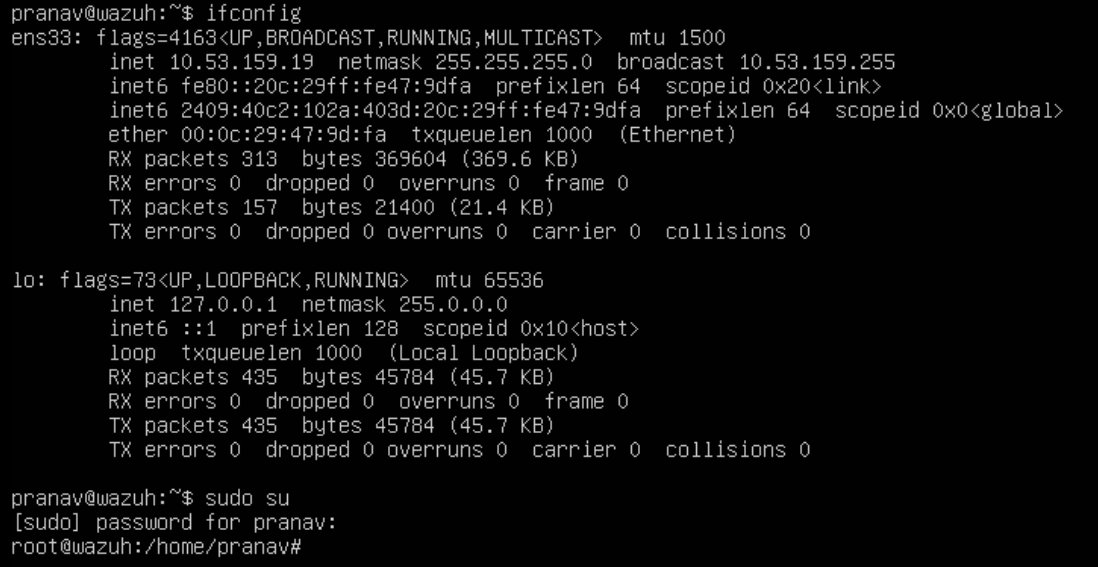 pranav@wazuh:~$ ifconfig
ens33: flags=4163<UP,BROADCAST,RUNNING,MULTICAST>  mtu 1500
        inet 10.53.159.19  netmask 255.255.255.0  broadcast 10.53.159.255
        inet6 fe80::20c:29ff:fe47:9dfa  prefixlen 64  scopeid 0x20<link>
        inet6 2409:40c2:102a:403d:20c:29ff:fe47:9dfa  prefixlen 64  scopeid 0x0<global>
        ether 00:0c:29:47:9d:fa  txqueuelen 1000  (Ethernet)
        RX packets 313  bytes 369604 (369.6 KB)
        RX errors 0  dropped 0  overruns 0  frame 0
        TX packets 157  bytes 21400 (21.4 KB)
        TX errors 0  dropped 0 overruns 0  carrier 0  collisions 0

lo: flags=73<UP,LOOPBACK,RUNNING>  mtu 65536
        inet 127.0.0.1  netmask 255.0.0.0
        inet6 ::1  prefixlen 128  scopeid 0x10<host>
        loop  txqueuelen 1000  (Local Loopback)
        RX packets 435  bytes 45784 (45.7 KB)
        RX errors 0  dropped 0  overruns 0  frame 0
        TX packets 435  bytes 45784 (45.7 KB)
        TX errors 0  dropped 0 overruns 0  carrier 0  collisions 0

pranav@wazuh:~$ sudo su
[sudo] password for pranav:
root@wazuh:/home/pranav#